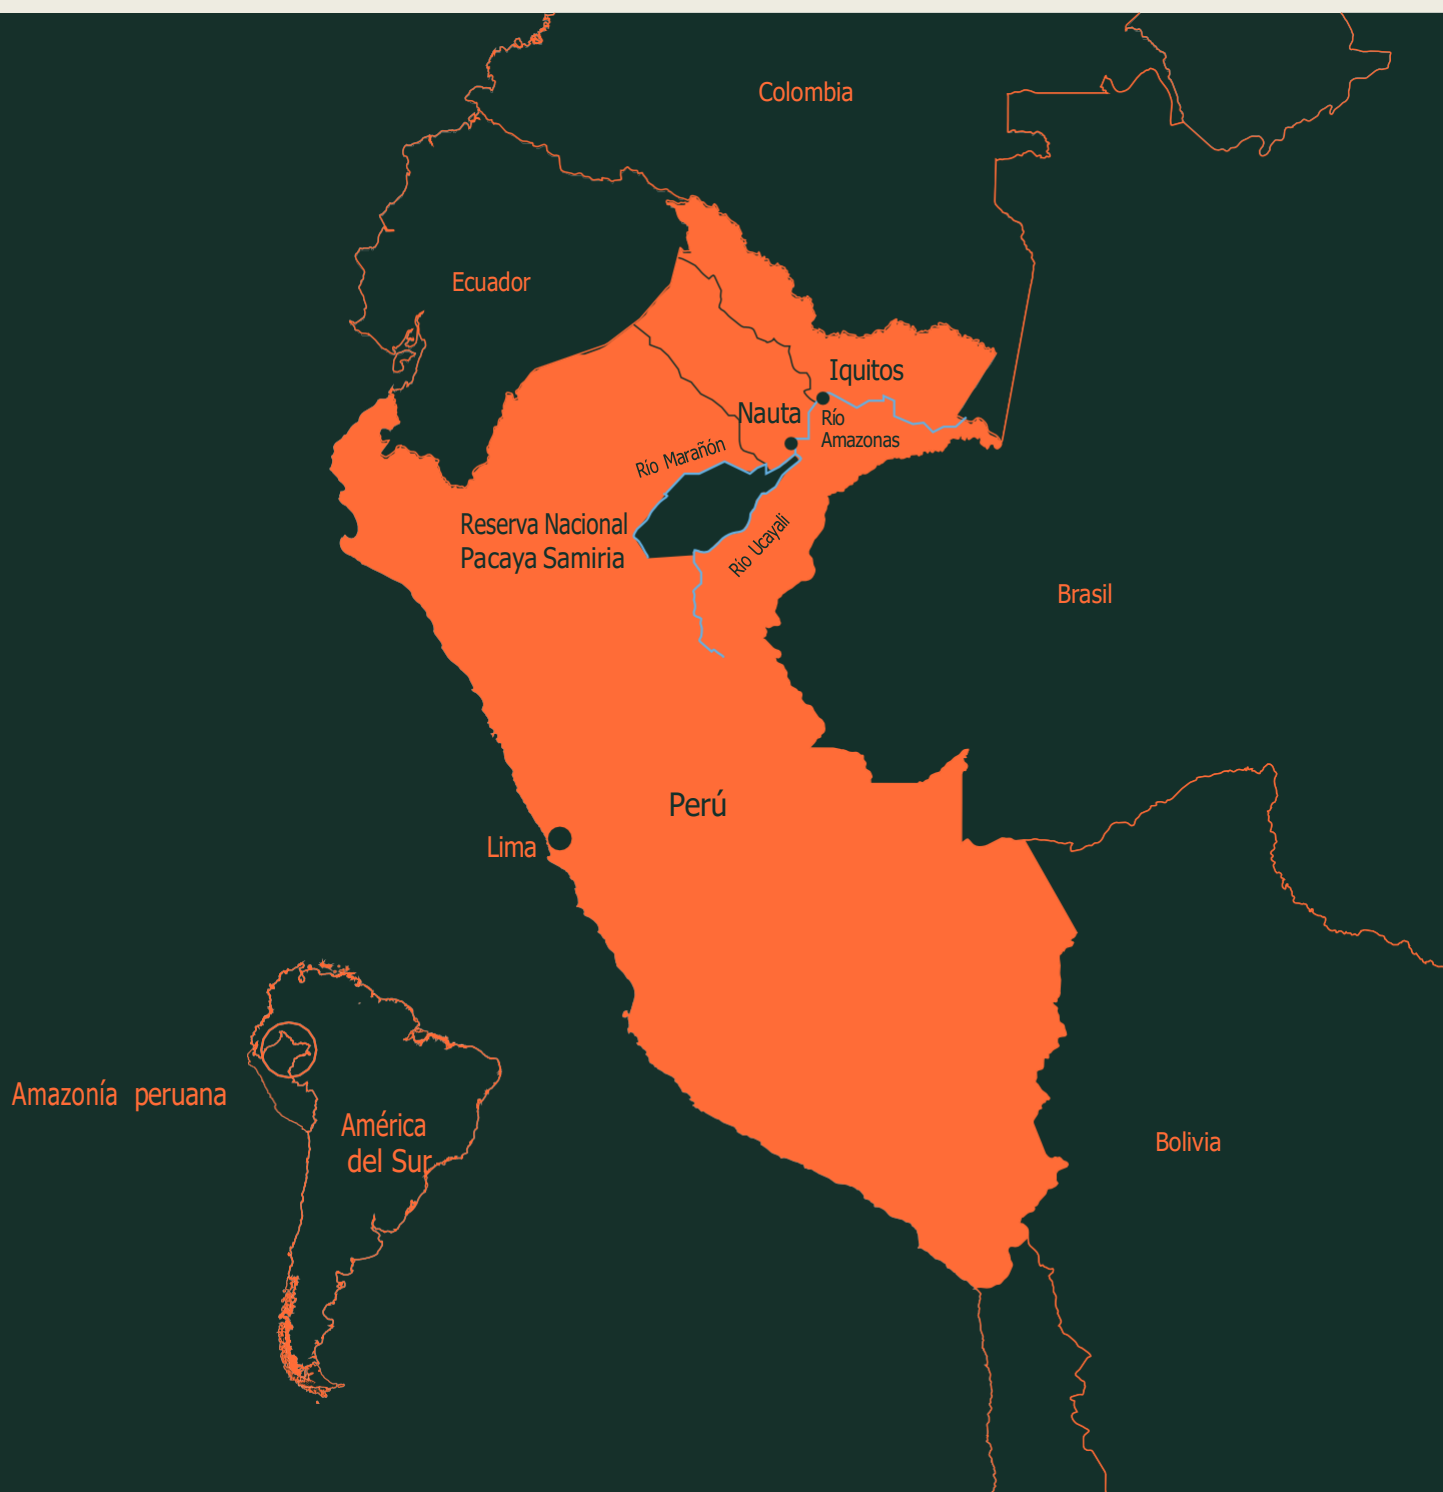 Colombia
Ecuador
Iquitos
Nauta
Río
Amazonas
Río Marañón
Reserva Nacional
Pacaya Samiria
Río Ucayali
Brasil
Perú
Lima
Amazonía peruana
América
del Sur
Bolivia